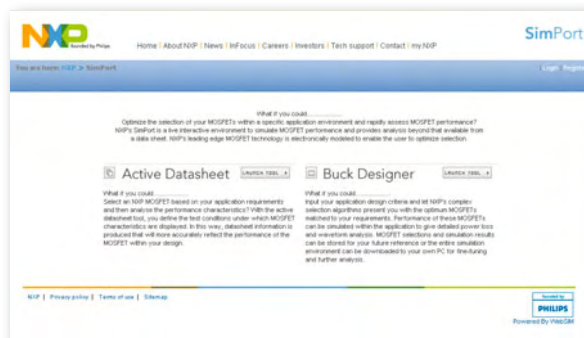 NXP
founded by Philips
Home | About NXP | News | InFocus | Careers | Investors | Tech support | Contact | my.NXP
SimPort
You are here: NXP > SimPort
Login Register
What if you could..................
Optimize the selection of your MOSFETs within a specific application environment and rapidly assess MOSFET performance?
NXP's SimPort is a live interactive environment to simulate MOSFET performance and provides analysis beyond that available from
a data sheet. NXP's leading edge MOSFET technology is electronically modeled to enable the user to optimize selection
Active Datasheet
LAUNCH TOOL
What if you could..................
Select an NXP MOSFET based on your application requirements
and then analyse the performance characteristics? With the active
datasheet tool, you define the test conditions under which MOSFET
characteristics are displayed. In this way, datasheet information is
produced that will more accurately reflect the performance of the
MOSFET within your design.
Buck Designer
LAUNCH TOOL
What if you could..................
Input your application design criteria and let NXP's complex
selection algorithms present you with the optimum MOSFETs
matched to your requirements. Performance of these MOSFETs
can be simulated within the application to give detailed power loss
and waveform analysis. MOSFET selections and simulation results
can be stored for your future reference or the entire simulation
environment can be downloaded to your own PC for fine-tuning
and further analysis.
NXP | Privacy policy | Terms of use | Sitemap
founded by
PHILIPS
Powered By WebSIM